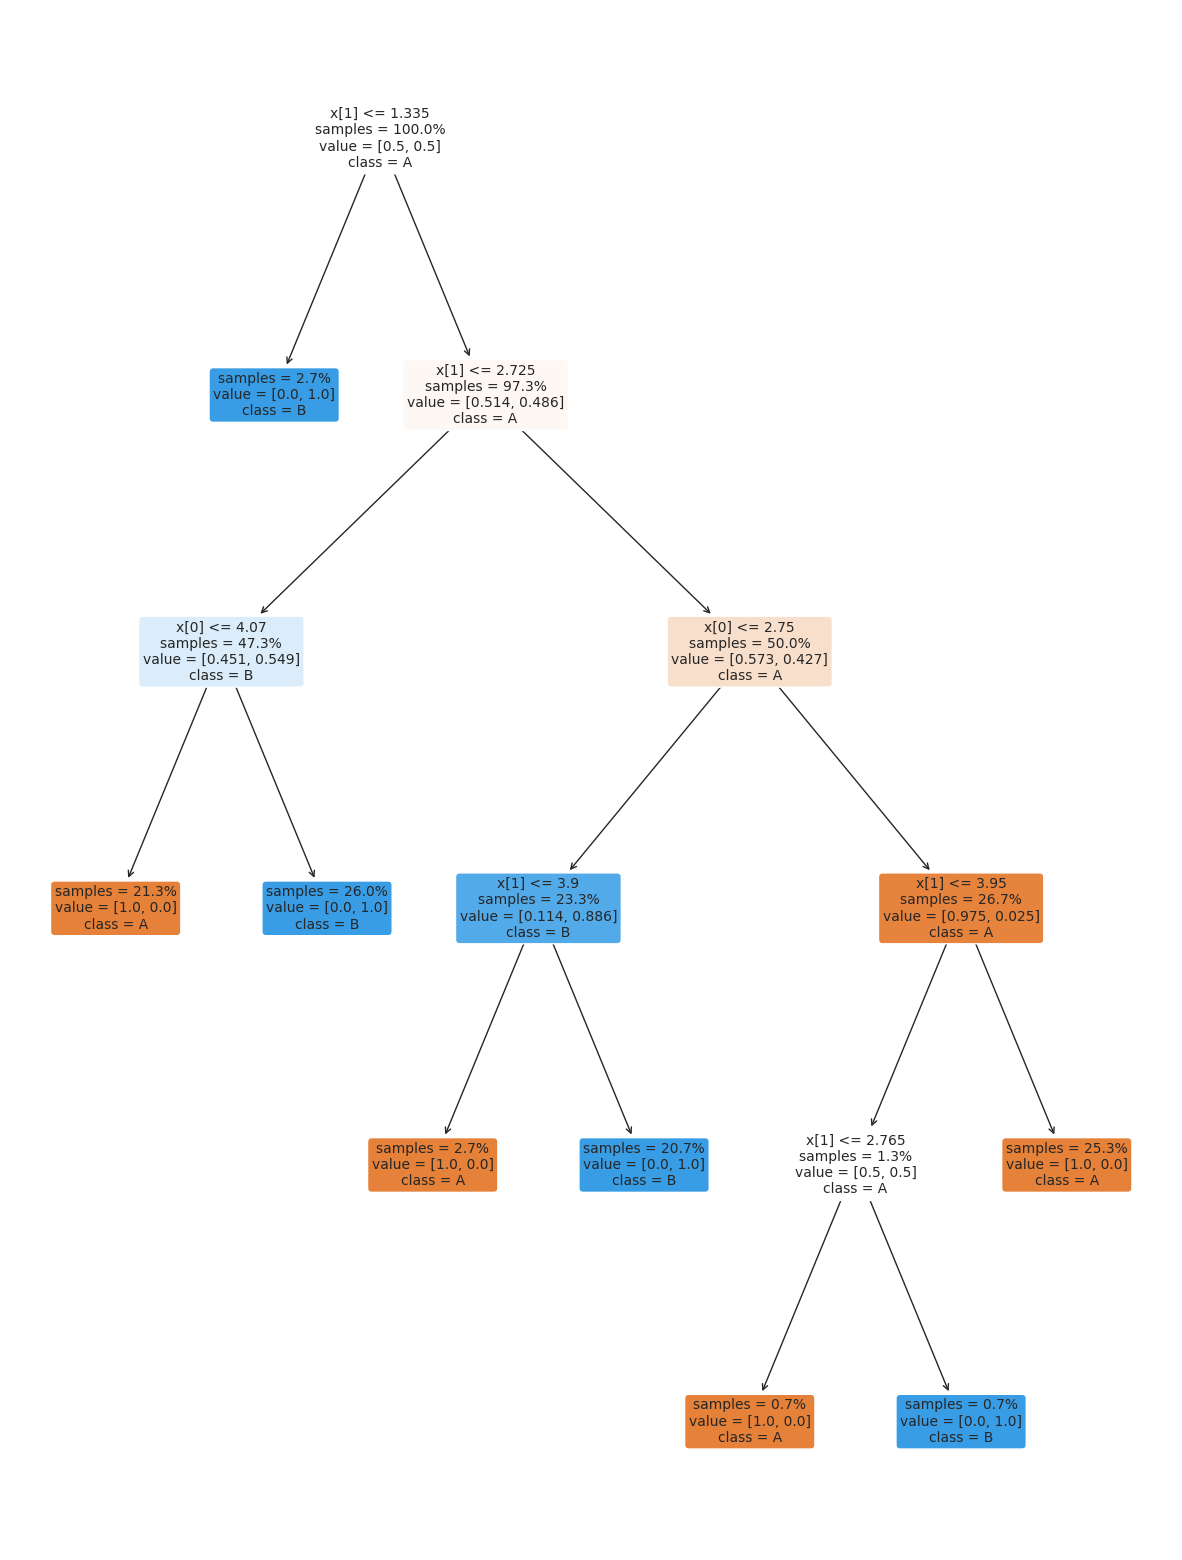 x[1] <= 1.335
samples = 100.0%
value = [0.5, 0.5]
class = A
samples = 2.7%
value = [0.0, 1.0]
class = B
x[1] <= 2.725
samples = 97.3%
value = [0.514, 0.486]
class = A
x[0] <= 4.07
samples = 47.3%
value = [0.451, 0.549]
class = B
x[0] <= 2.75
samples = 50.0%
value = [0.573, 0.427]
class = A
samples = 21.3%
value = [1.0, 0.0]
class = A
samples = 26.0%
value = [0.0, 1.0]
class = B
x[1] <= 3.9
samples = 23.3%
value = [0.114, 0.886]
class = B
x[1] <= 3.95
samples = 26.7%
value = [0.975, 0.025]
class = A
samples = 2.7%
value = [1.0, 0.0]
class = A
samples = 20.7%
value = [0.0, 1.0]
class = B
x[1] <= 2.765
samples = 1.3%
value = [0.5, 0.5]
class = A
samples = 25.3%
value = [1.0, 0.0]
class = A
samples = 0.7%
value = [1.0, 0.0]
class = A
samples = 0.7%
value = [0.0, 1.0]
class = B